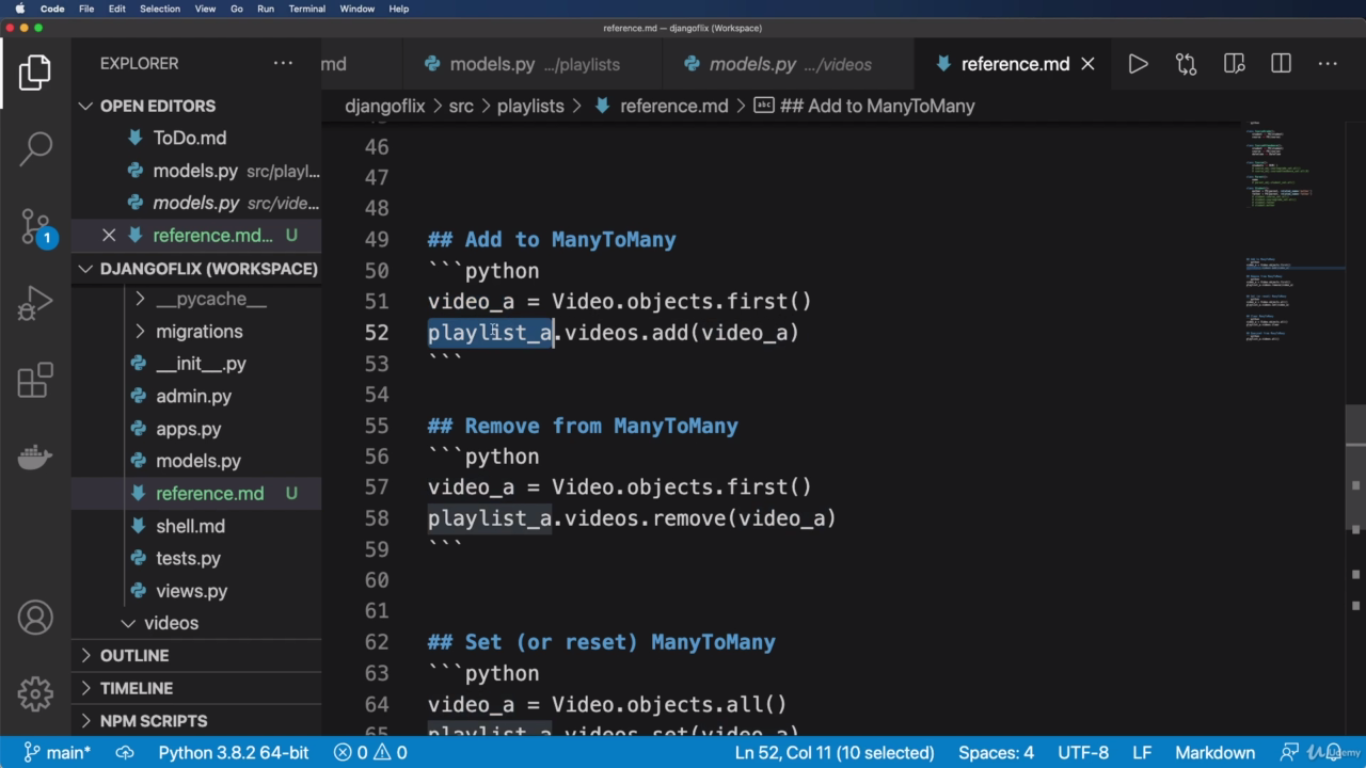 Code File Edit Selection View Go Run Terminal Window Help
reference.md — djangoflix (Workspace)
EXPLORER
md models.py .../playlists models.py .../videos reference.md
OPEN EDITORS
ToDo.md
models.py src/playl...
models.py src/vide...
reference.md... U
DJANGOFLIX (WORKSPACE)
__pycache__
migrations
__init__.py
admin.py
apps.py
models.py
reference.md U
shell.md
tests.py
views.py
videos
OUTLINE
TIMELINE
NPM SCRIPTS
1
djangoflix > src > playlists > reference.md > abc ## Add to ManyToMany
46
47
48
49 ## Add to ManyToMany
50 ```python
51 video_a = Video.objects.first()
52 playlist_a.videos.add(video_a)
53 ```
54
55 ## Remove from ManyToMany
56 ```python
57 video_a = Video.objects.first()
58 playlist_a.videos.remove(video_a)
59 ```
60
61
62 ## Set (or reset) ManyToMany
63 ```python
64 video_a = Video.objects.all()
65 playlist_a.videos.set(video_a)
main* Python 3.8.2 64-bit 0 0 Ln 52, Col 11 (10 selected) Spaces: 4 UTF-8 LF Markdown
Udemy